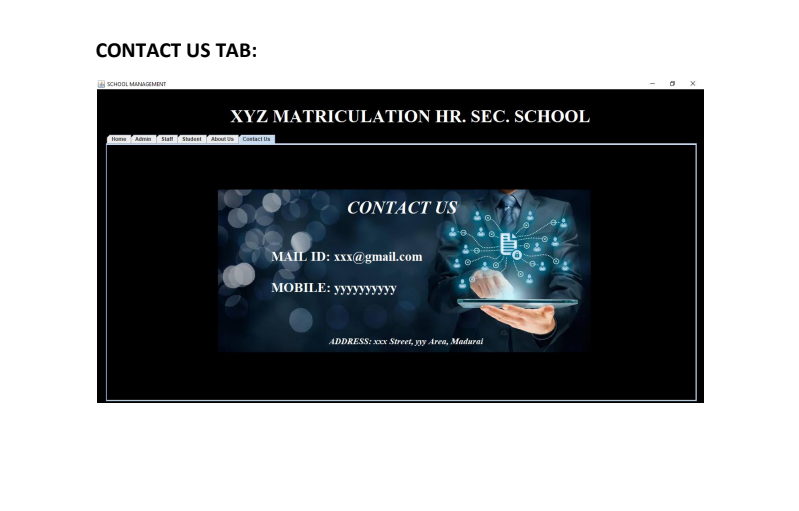 CONTACT US TAB:
SCHOOL MANAGEMENT
XYZ MATRICULATION HR. SEC. SCHOOL
Home Admin Staff Student About Us Contact Us
CONTACT US
MAIL ID: xxx@gmail.com
MOBILE: yyyyyyyyyy
ADDRESS: xxx Street, yyy Area, Madurai